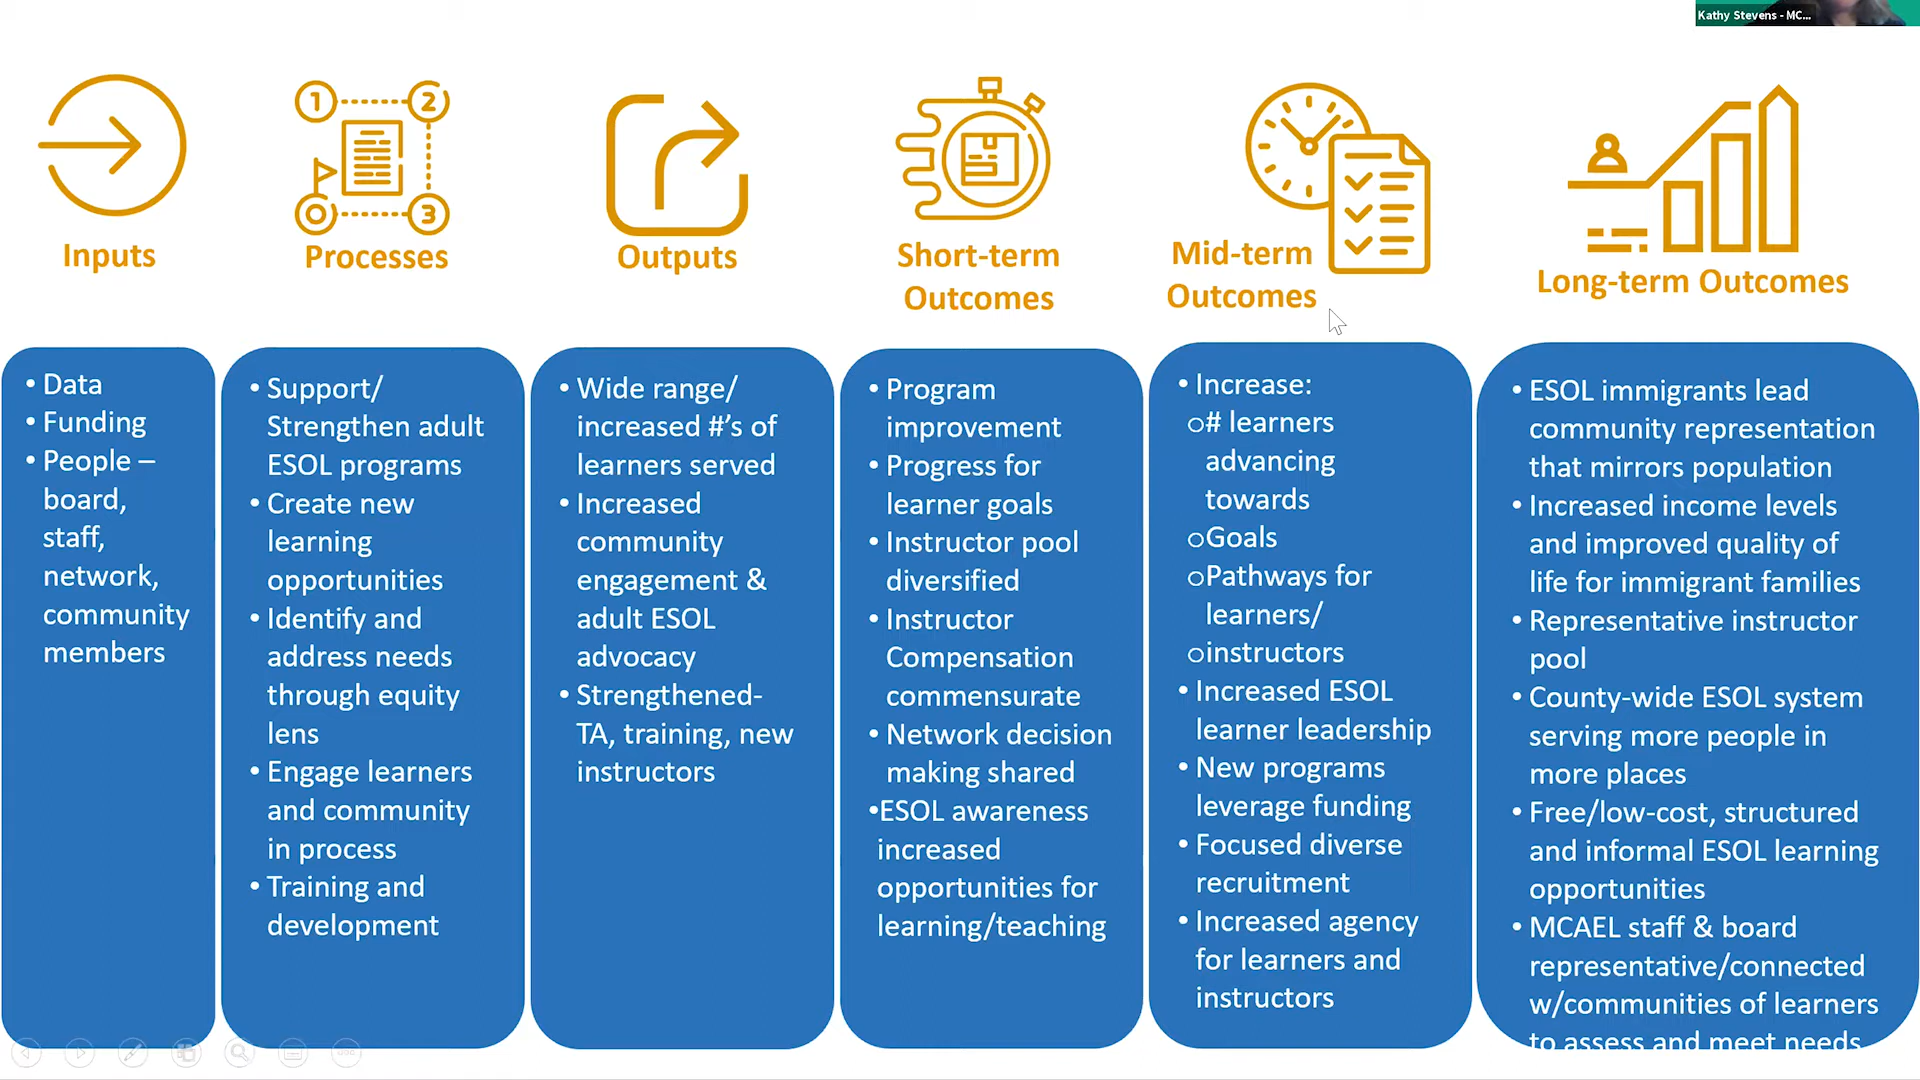 Kathy Stevens - MC...
1
2
3
Inputs
Processes
Outputs
Short-term
Outcomes
Mid-term
Outcomes
Long-term Outcomes
• Data
• Funding
• People –
board,
staff,
network,
community
members
• Support/
Strengthen adult
ESOL programs
• Create new
learning
opportunities
• Identify and
address needs
through equity
lens
• Engage learners
and community
in process
• Training and
development
• Wide range/
increased #'s of
learners served
• Increased
community
engagement &
adult ESOL
advocacy
• Strengthened-
TA, training, new
instructors
• Program
improvement
• Progress for
learner goals
• Instructor pool
diversified
• Instructor
Compensation
commensurate
• Network decision
making shared
•ESOL awareness
increased
opportunities for
learning/teaching
• Increase:
o# learners
advancing
towards
oGoals
oPathways for
learners/
oinstructors
• Increased ESOL
learner leadership
• New programs
leverage funding
• Focused diverse
recruitment
• Increased agency
for learners and
instructors
• ESOL immigrants lead
community representation
that mirrors population
• Increased income levels
and improved quality of
life for immigrant families
• Representative instructor
pool
• County-wide ESOL system
serving more people in
more places
• Free/low-cost, structured
and informal ESOL learning
opportunities
• MCAEL staff & board
representative/connected
w/communities of learners
to assess and meet needs